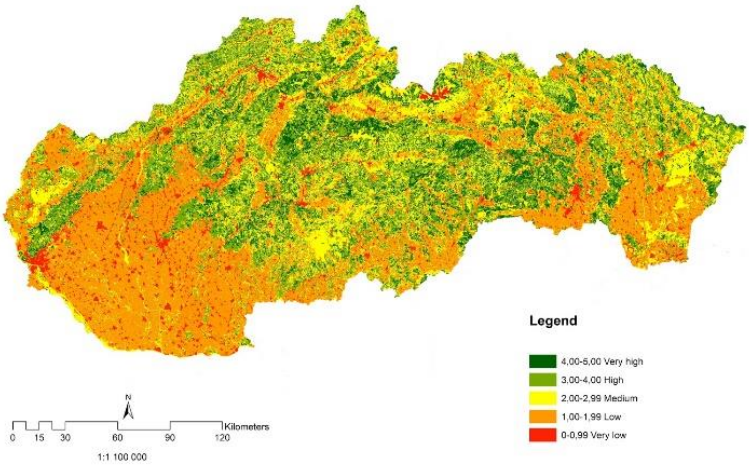 Legend
4,00-5,00 Very high
3,00-4,00 High
2,00-2,99 Medium
1,00-1,99 Low
0-0,99 Very low
N
Kilometers
0 15 30 60 90 120
1:1 100 000